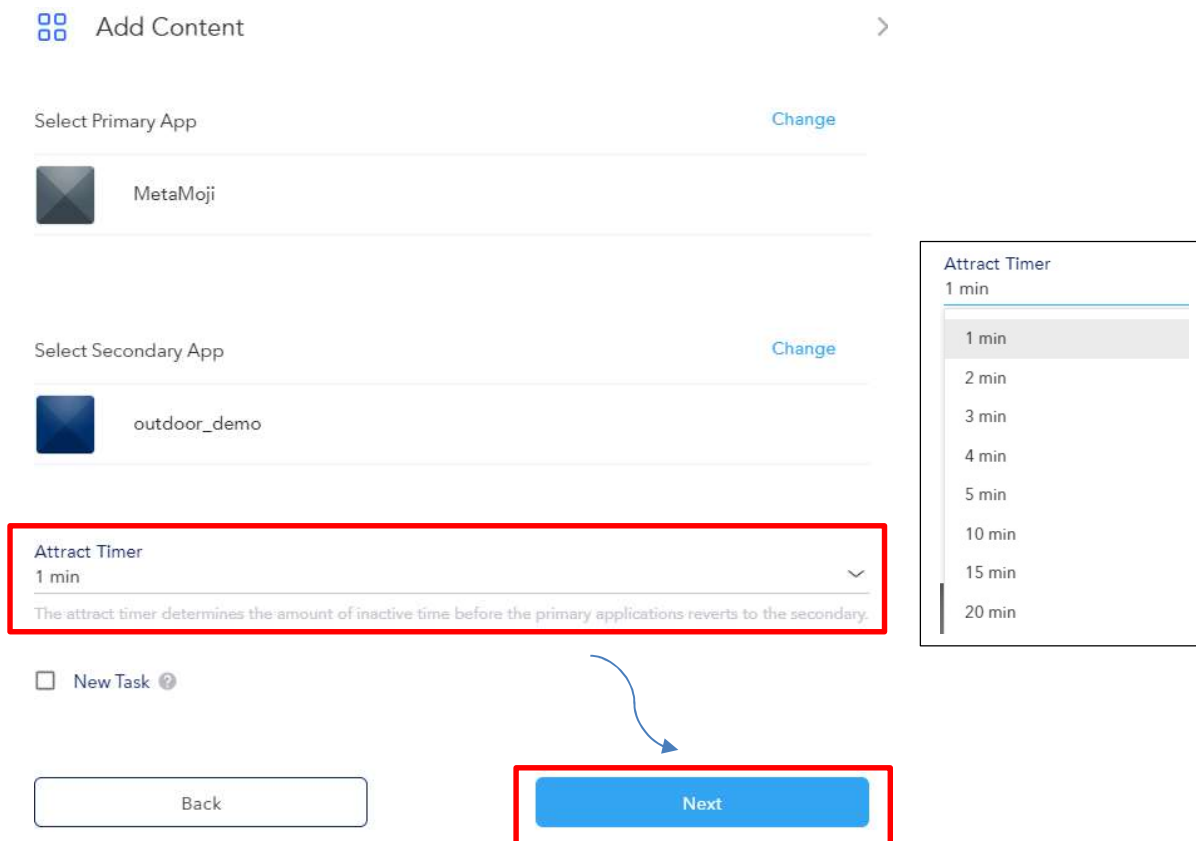 Add Content
Select Primary App
Change
MetaMoji
Select Secondary App
Change
outdoor_demo
Attract Timer
1 min
The attract timer determines the amount of inactive time before the primary applications reverts to the secondary.
New Task
Back
Next
Attract Timer
1 min
1 min
2 min
3 min
4 min
5 min
10 min
15 min
20 min